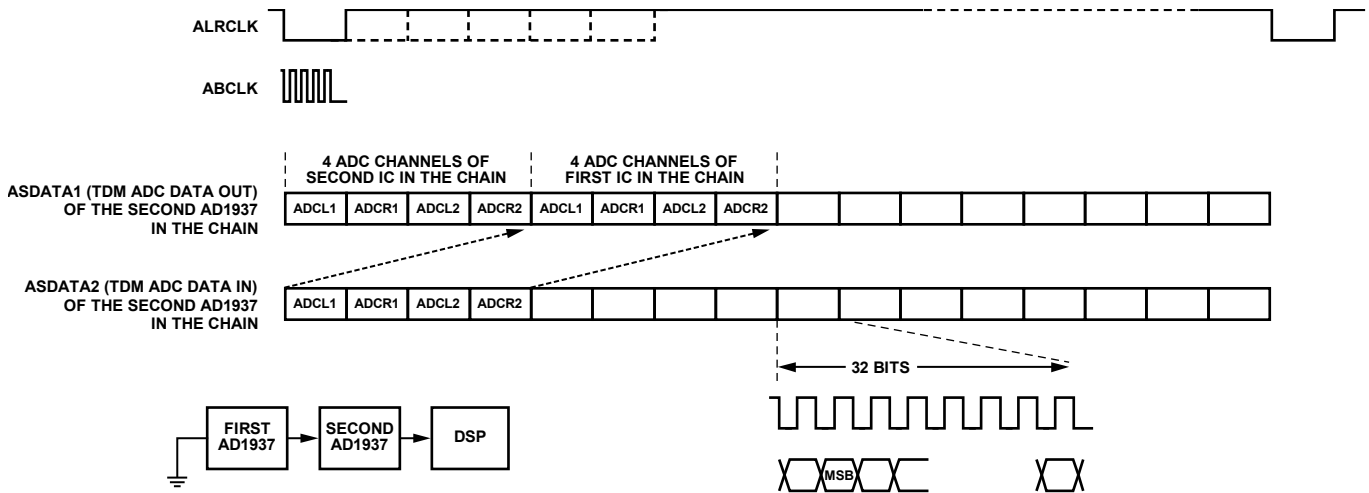 ALRCLK
ABCLK
4 ADC CHANNELS OF
SECOND IC IN THE CHAIN
4 ADC CHANNELS OF
FIRST IC IN THE CHAIN
ASDATA1 (TDM ADC DATA OUT)
OF THE SECOND AD1937
IN THE CHAIN
ADCL1 ADCR1 ADCL2 ADCR2 ADCL1 ADCR1 ADCL2 ADCR2
ASDATA2 (TDM ADC DATA IN)
OF THE SECOND AD1937
IN THE CHAIN
ADCL1 ADCR1 ADCL2 ADCR2
32 BITS
FIRST
AD1937
SECOND
AD1937
DSP
MSB